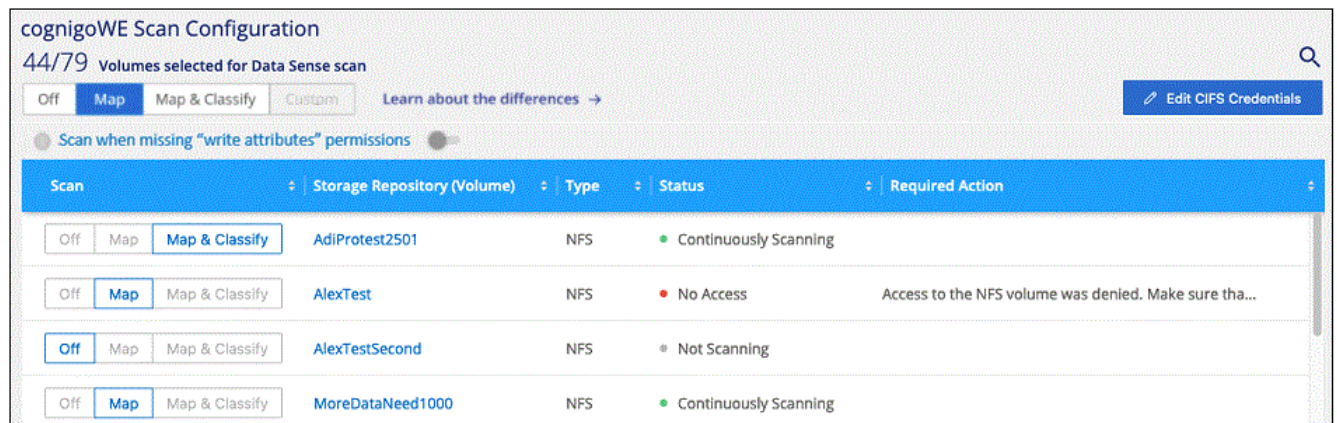 cognigoWE Scan Configuration
44/79 Volumes selected for Data Sense scan
Off Map Map & Classify Custom Learn about the differences → Edit CIFS Credentials
Scan when missing “write attributes” permissions
Scan Storage Repository (Volume) Type Status Required Action
Off Map Map & Classify AdiProtest2501 NFS Continuously Scanning
Off Map Map & Classify AlexTest NFS No Access Access to the NFS volume was denied. Make sure tha...
Off Map Map & Classify AlexTestSecond NFS Not Scanning
Off Map Map & Classify MoreDataNeed1000 NFS Continuously Scanning